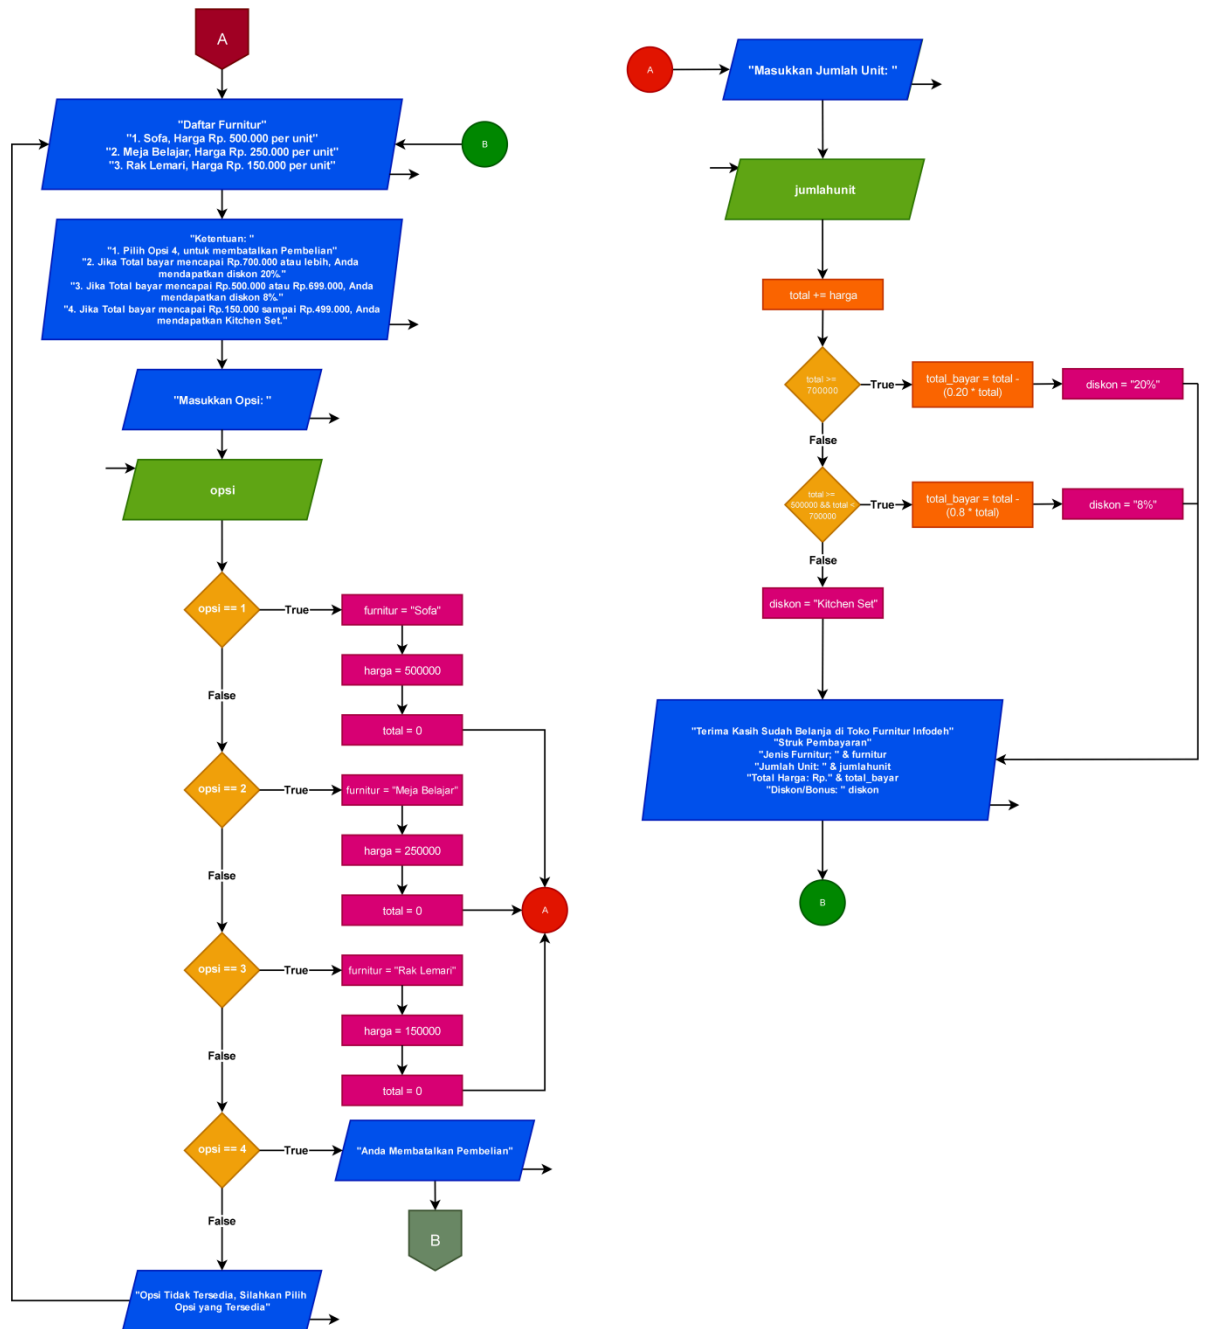 A
"Daftar Furnitur"
"1. Sofa, Harga Rp. 500.000 per unit"
"2. Meja Belajar, Harga Rp. 250.000 per unit"
"3. Rak Lemari, Harga Rp. 150.000 per unit"
B
"Ketentuan: "
"1. Pilih Opsi 4, untuk membatalkan Pembelian"
"2. Jika Total bayar mencapai Rp.700.000 atau lebih, Anda
mendapatkan diskon 20%."
"3. Jika Total bayar mencapai Rp.500.000 atau Rp.699.000, Anda
mendapatkan diskon 8%."
"4. Jika Total bayar mencapai Rp.150.000 sampai Rp.499.000, Anda
mendapatkan Kitchen Set."
"Masukkan Opsi: "
opsi
opsi == 1
True
furnitur = "Sofa"
harga = 500000
total = 0
False
opsi == 2
True
furnitur = "Meja Belajar"
harga = 250000
total = 0
A
False
opsi == 3
True
furnitur = "Rak Lemari"
harga = 150000
total = 0
False
opsi == 4
True
"Anda Membatalkan Pembelian"
B
False
"Opsi Tidak Tersedia, Silahkan Pilih
Opsi yang Tersedia"
A
"Masukkan Jumlah Unit: "
jumlahunit
total += harga
total >=
700000
True
total_bayar = total -
(0.20 * total)
diskon = "20%"
False
total >=
500000 && total <
700000
True
total_bayar = total -
(0.8 * total)
diskon = "8%"
False
diskon = "Kitchen Set"
"Terima Kasih Sudah Belanja di Toko Furnitur Infodeh"
"Struk Pembayaran"
"Jenis Furnitur; " & furnitur
"Jumlah Unit: " & jumlahunit
"Total Harga: Rp." & total_bayar
"Diskon/Bonus: " diskon
B